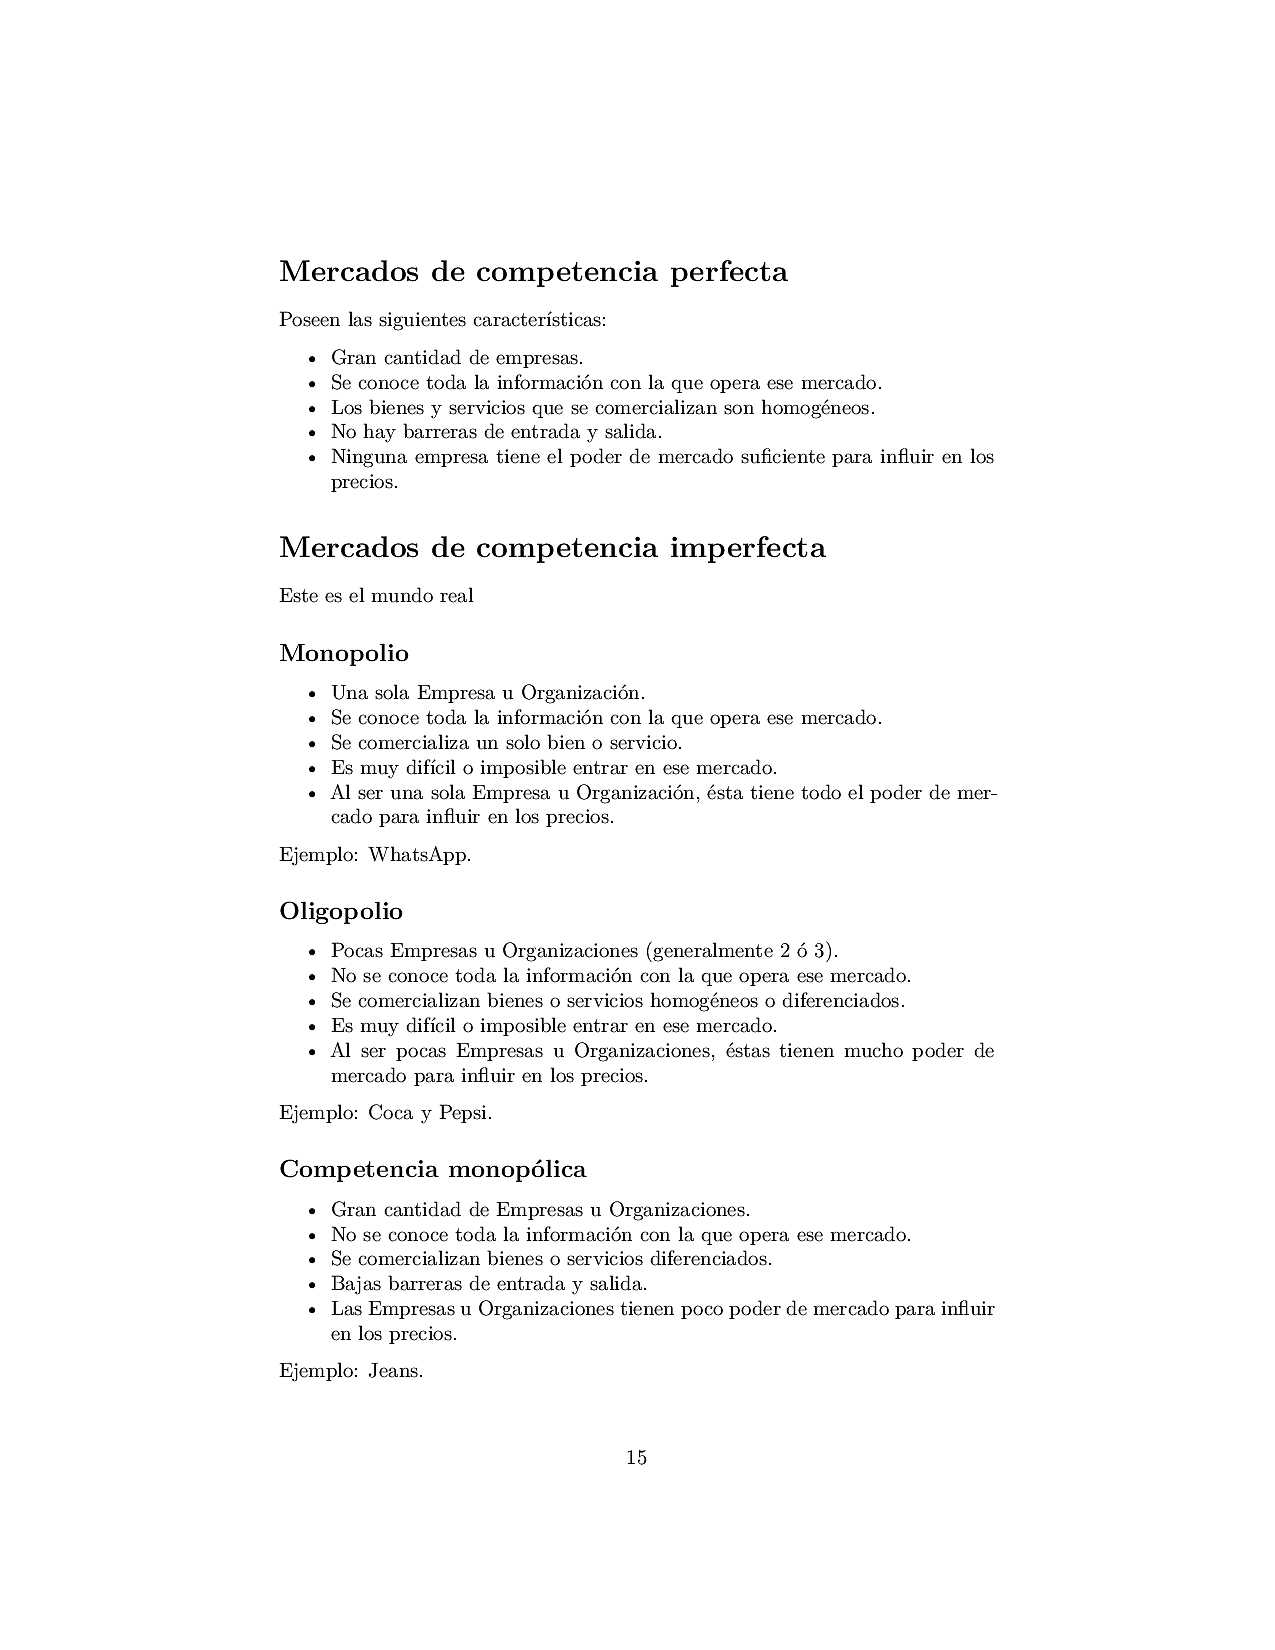 Mercados de competencia perfecta
Poseen las siguientes características:
• Gran cantidad de empresas.
• Se conoce toda la información con la que opera ese mercado.
• Los bienes y servicios que se comercializan son homogéneos.
• No hay barreras de entrada y salida.
• Ninguna empresa tiene el poder de mercado suficiente para influir en los
precios.
Mercados de competencia imperfecta
Este es el mundo real
Monopolio
• Una sola Empresa u Organización.
• Se conoce toda la información con la que opera ese mercado.
• Se comercializa un solo bien o servicio.
• Es muy difícil o imposible entrar en ese mercado.
• Al ser una sola Empresa u Organización, ésta tiene todo el poder de mer-
cado para influir en los precios.
Ejemplo: WhatsApp.
Oligopolio
• Pocas Empresas u Organizaciones (generalmente 2 ó 3).
• No se conoce toda la información con la que opera ese mercado.
• Se comercializan bienes o servicios homogéneos o diferenciados.
• Es muy difícil o imposible entrar en ese mercado.
• Al ser pocas Empresas u Organizaciones, éstas tienen mucho poder de
mercado para influir en los precios.
Ejemplo: Coca y Pepsi.
Competencia monopólica
• Gran cantidad de Empresas u Organizaciones.
• No se conoce toda la información con la que opera ese mercado.
• Se comercializan bienes o servicios diferenciados.
• Bajas barreras de entrada y salida.
• Las Empresas u Organizaciones tienen poco poder de mercado para influir
en los precios.
Ejemplo: Jeans.
15